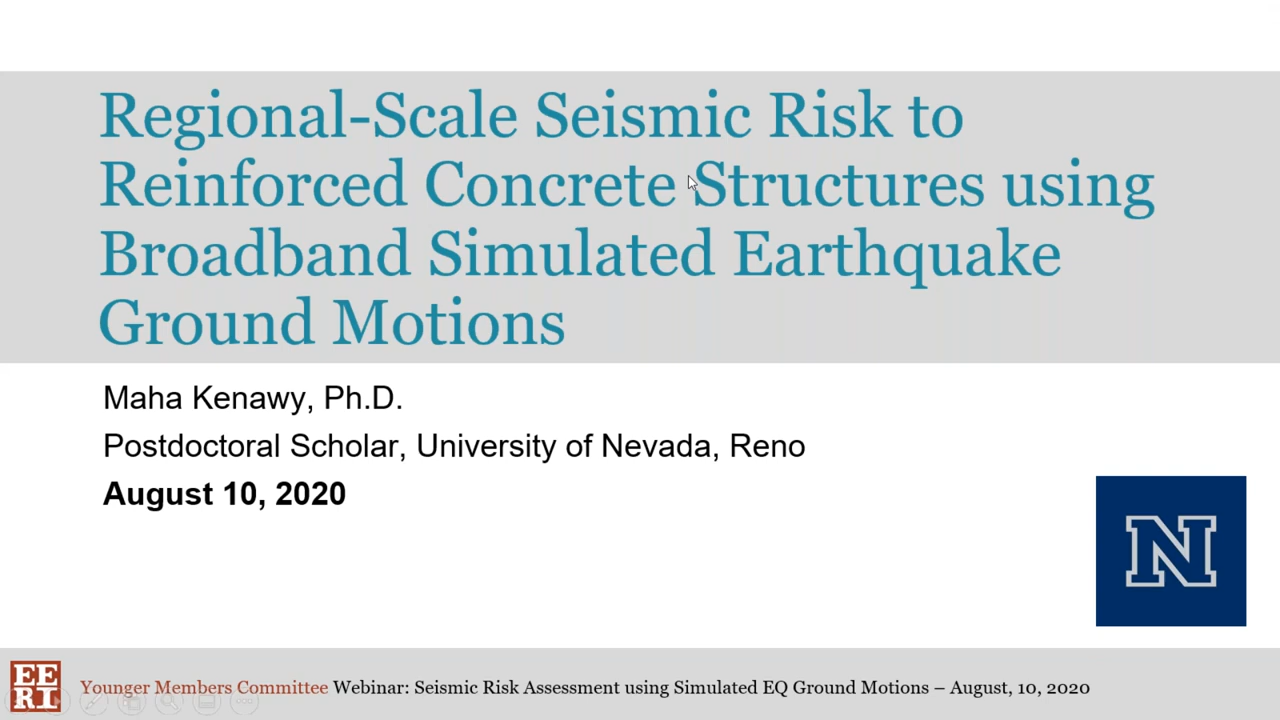 Regional-Scale Seismic Risk to
Reinforced Concrete Structures using
Broadband Simulated Earthquake
Ground Motions
Maha Kenawy, Ph.D.
Postdoctoral Scholar, University of Nevada, Reno
August 10, 2020
N
EE
RI
Younger Members Committee Webinar: Seismic Risk Assessment using Simulated EQ Ground Motions – August, 10, 2020